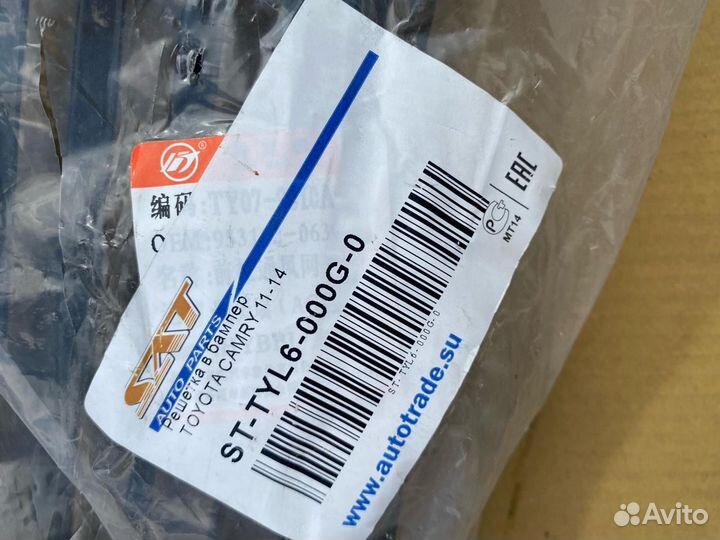 SAT
AUTO PARTS
Решетка в бампер
TOYOTA CAMRY 11-14
ST-TYL6-000G-0
ST-TYL6-000G-0
www.autotrade.su
EAC
МТ14
编码
Avito